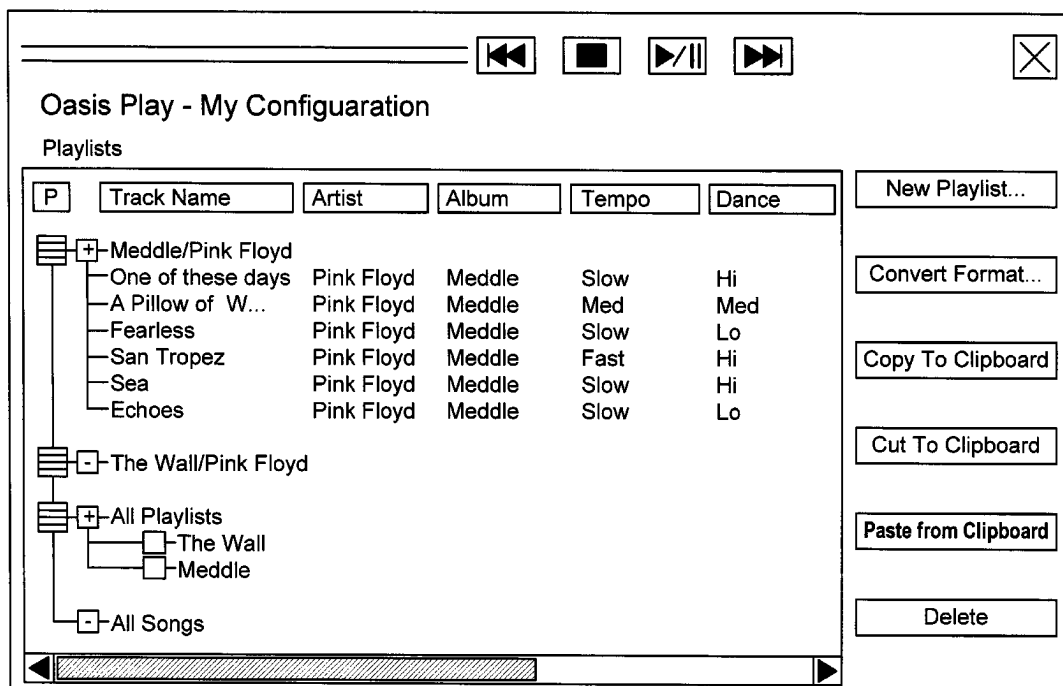 Oasis Play - My Configuaration
Playlists
P Track Name Artist Album Tempo Dance
+ Meddle/Pink Floyd
One of these days Pink Floyd Meddle Slow Hi
A Pillow of W... Pink Floyd Meddle Med Med
Fearless Pink Floyd Meddle Slow Lo
San Tropez Pink Floyd Meddle Fast Hi
Sea Pink Floyd Meddle Slow Hi
Echoes Pink Floyd Meddle Slow Lo
- The Wall/Pink Floyd
+ All Playlists
The Wall
Meddle
- All Songs
New Playlist...
Convert Format...
Copy To Clipboard
Cut To Clipboard
Paste from Clipboard
Delete